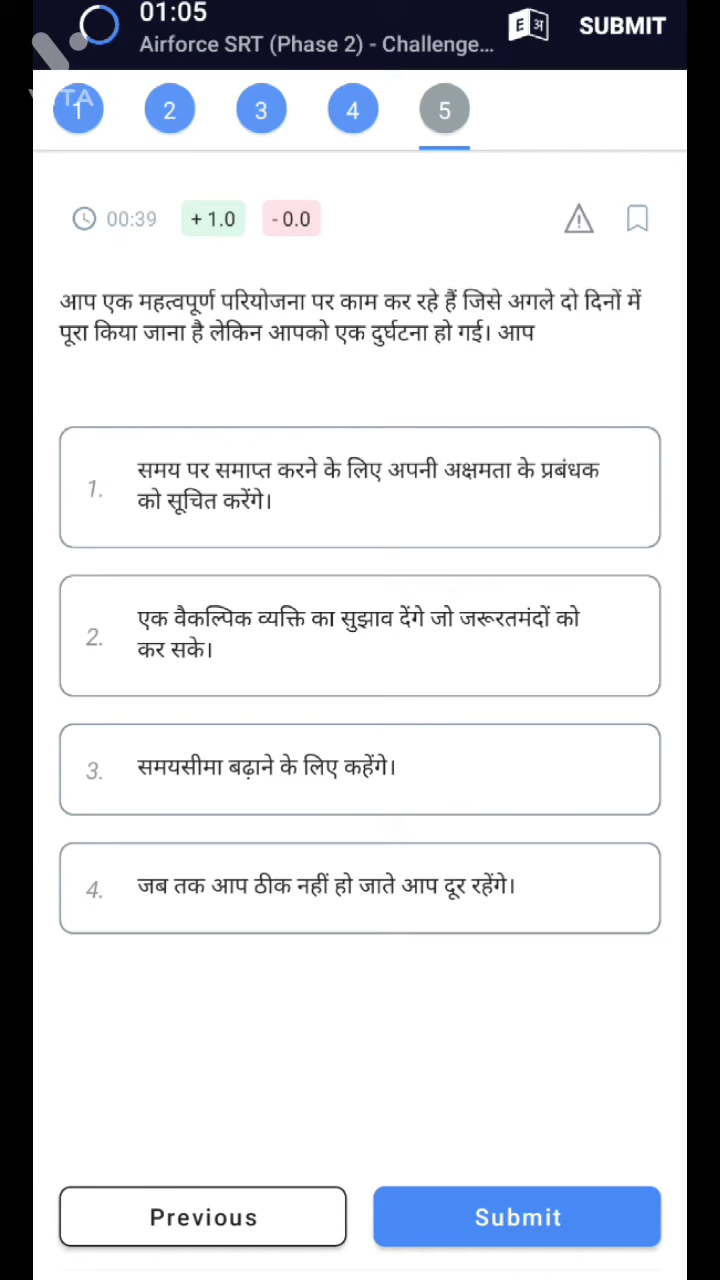 01:05
Airforce SRT (Phase 2) - Challenge...
E अ
SUBMIT
VITA
1 2 3 4 5
00:39 + 1.0 - 0.0
आप एक महत्वपूर्ण परियोजना पर काम कर रहे हैं जिसे अगले दो दिनों में
पूरा किया जाना है लेकिन आपको एक दुर्घटना हो गई। आप
1. समय पर समाप्त करने के लिए अपनी अक्षमता के प्रबंधक
को सूचित करेंगे।
2. एक वैकल्पिक व्यक्ति का सुझाव देंगे जो जरूरतमंदों को
कर सके।
3. समयसीमा बढ़ाने के लिए कहेंगे।
4. जब तक आप ठीक नहीं हो जाते आप दूर रहेंगे।
Previous
Submit